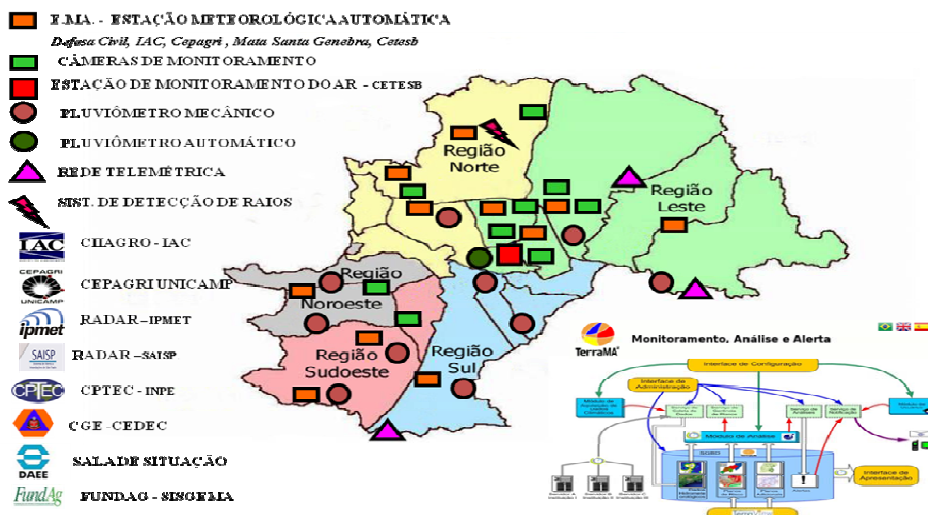 E.MA. - ESTAÇÃO METEOROLÓGICA AUTOMÁTICA
Defesa Civil, IAC, Cepagri , Mata Santa Genebra, Cetesb
CÂMERAS DE MONITORAMENTO
ESTAÇÃO DE MONITORAMENTO DO AR - CETESB
PLUVIÔMETRO MECÂNICO
PLUVIÔMETRO AUTOMÁTICO
REDE TELEMÉTRICA
SIST. DE DETECÇÃO DE RAIOS
IAC
CIIAGRO - IAC
CEPAGRI
UNICAMP
CEPAGRI UNICAMP
ipmet
RADAR – IPMET
SAISP
RADAR – SAISP
CPTEC
CPTEC - INPE
CGE - CEDEC
DAEE
SALA DE SITUAÇÃO
FundAg
FUNDAG - SISGEMA
Região
Norte
Região
Leste
Região
Noroeste
Região
Sudoeste
Região
Sul
TerraMA²
Monitoramento, Análise e Alerta
Interface de Configuração
Interface de
Administração
Módulo de Análise
Interface de
Apresentação